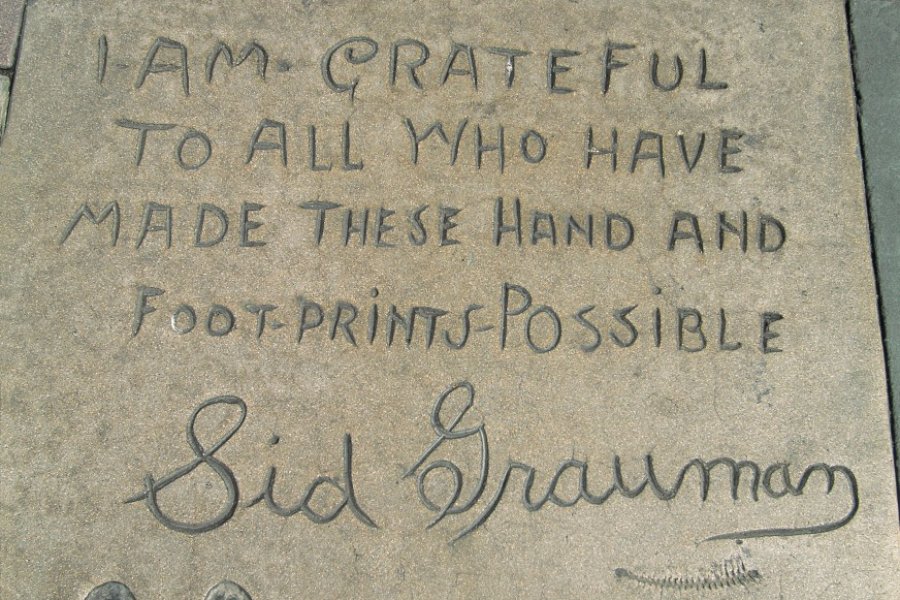 I-AM· GRATEFUL
TO ALL WHO HAVE
MADE THESE HAND AND
FOOT-PRINTS-POSSIBLE
Sid Grauman